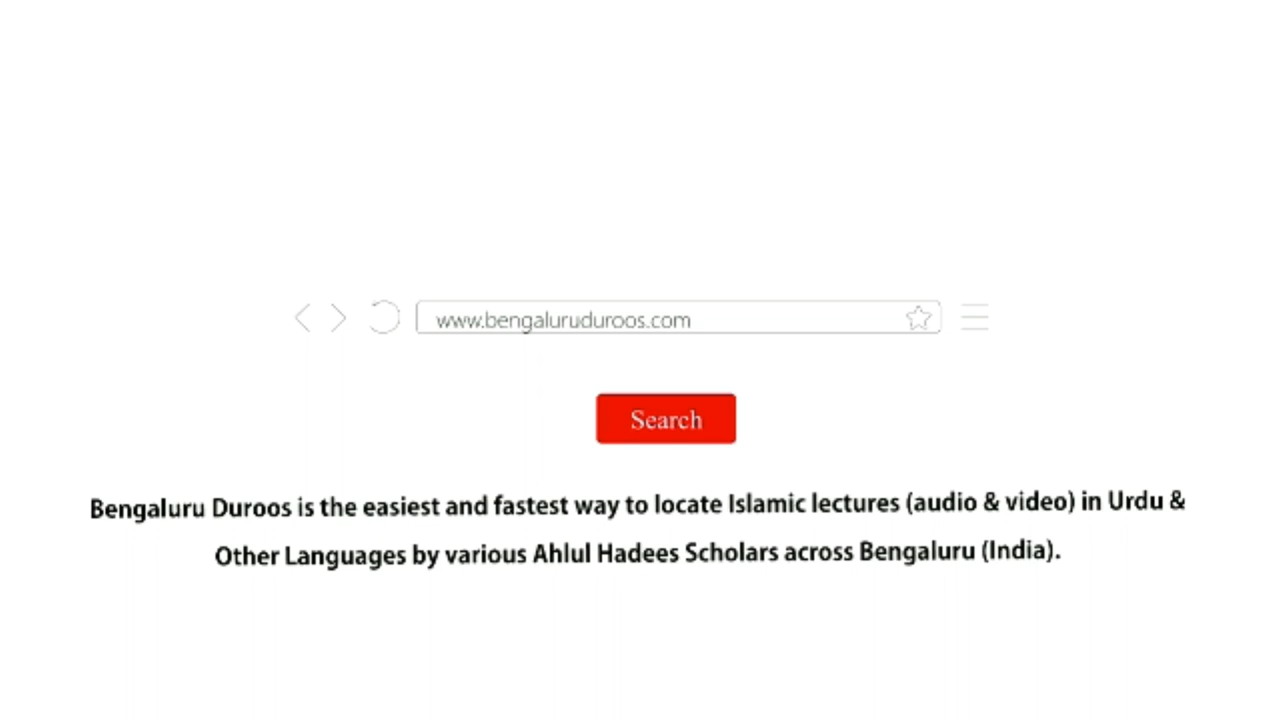 www.bengaluruduroos.com
Search
Bengaluru Duroos is the easiest and fastest way to locate Islamic lectures (audio & video) in Urdu &
Other Languages by various Ahlul Hadees Scholars across Bengaluru (India).